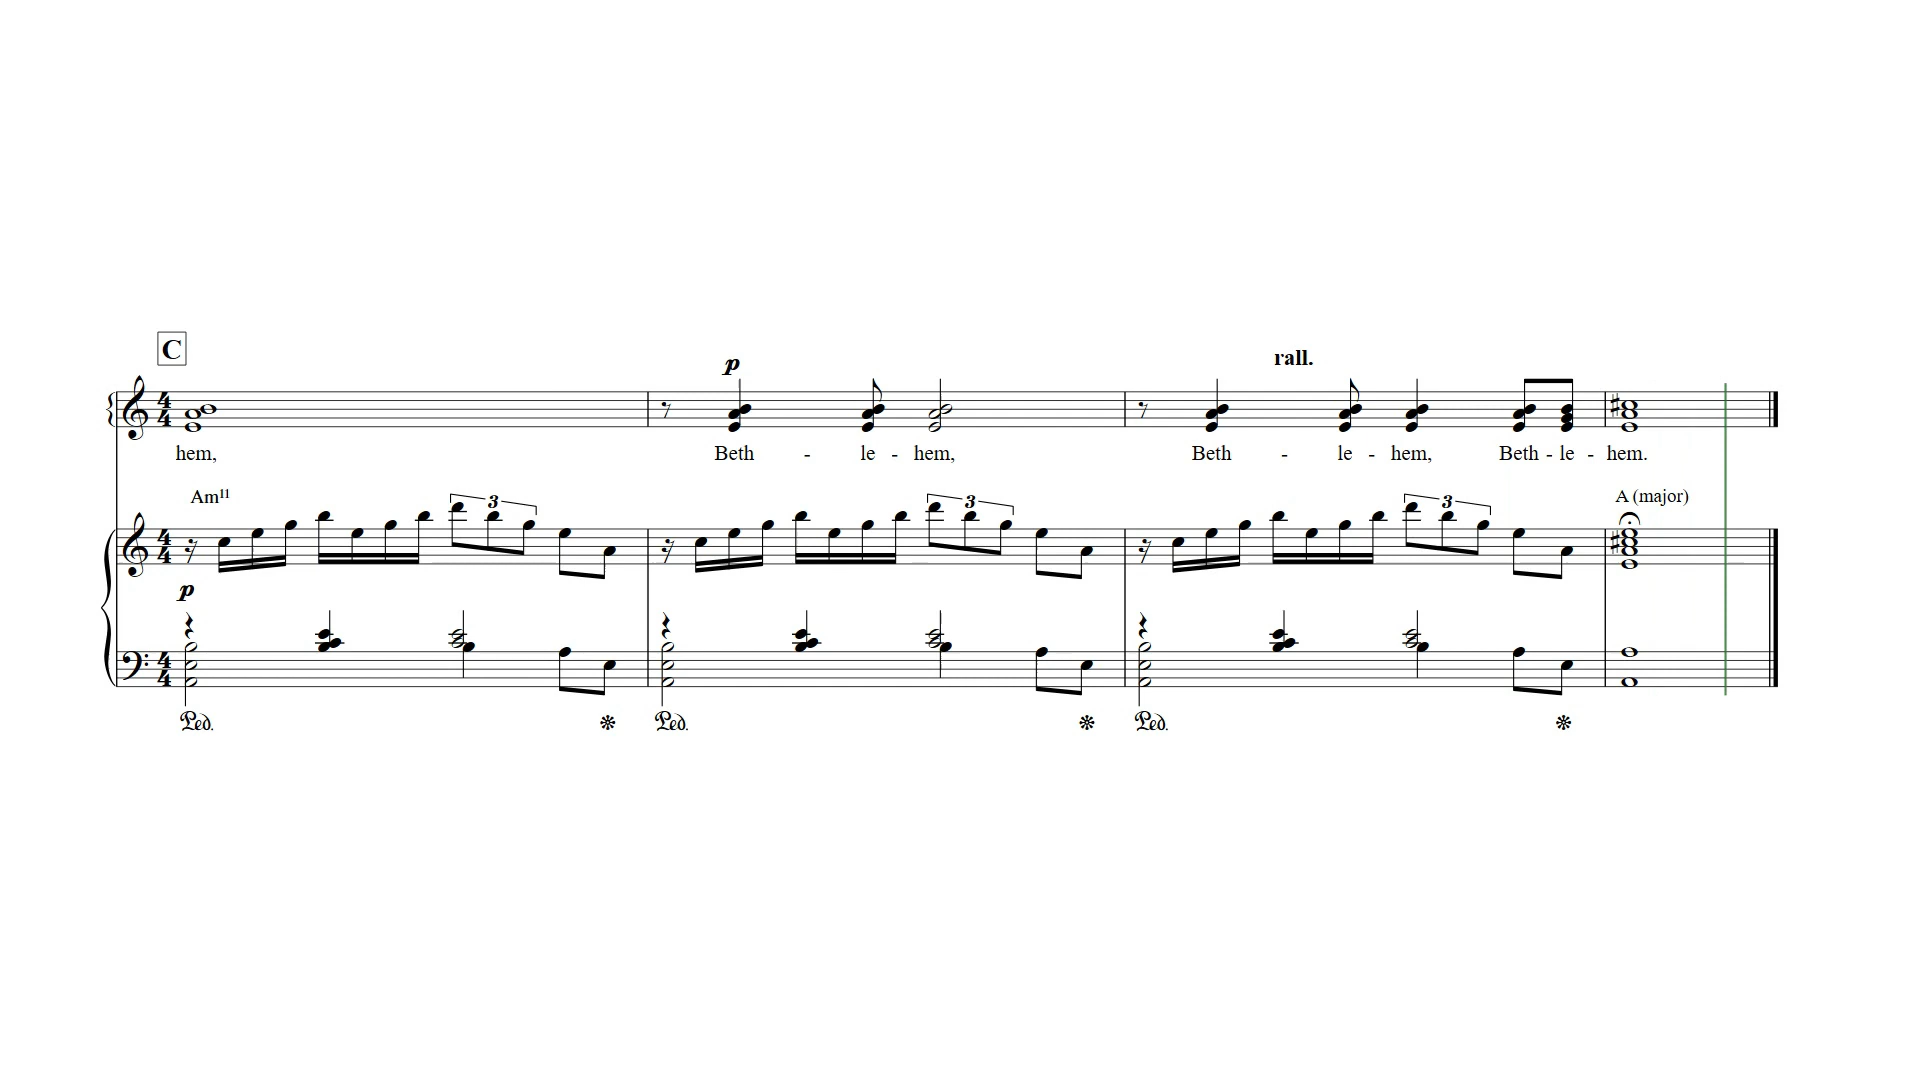 C
p
rall.
hem, Beth - le - hem, Beth - le - hem, Beth - le - hem.
Am¹¹ 3 3 3 A (major)
p
Ped. Ped. Ped.